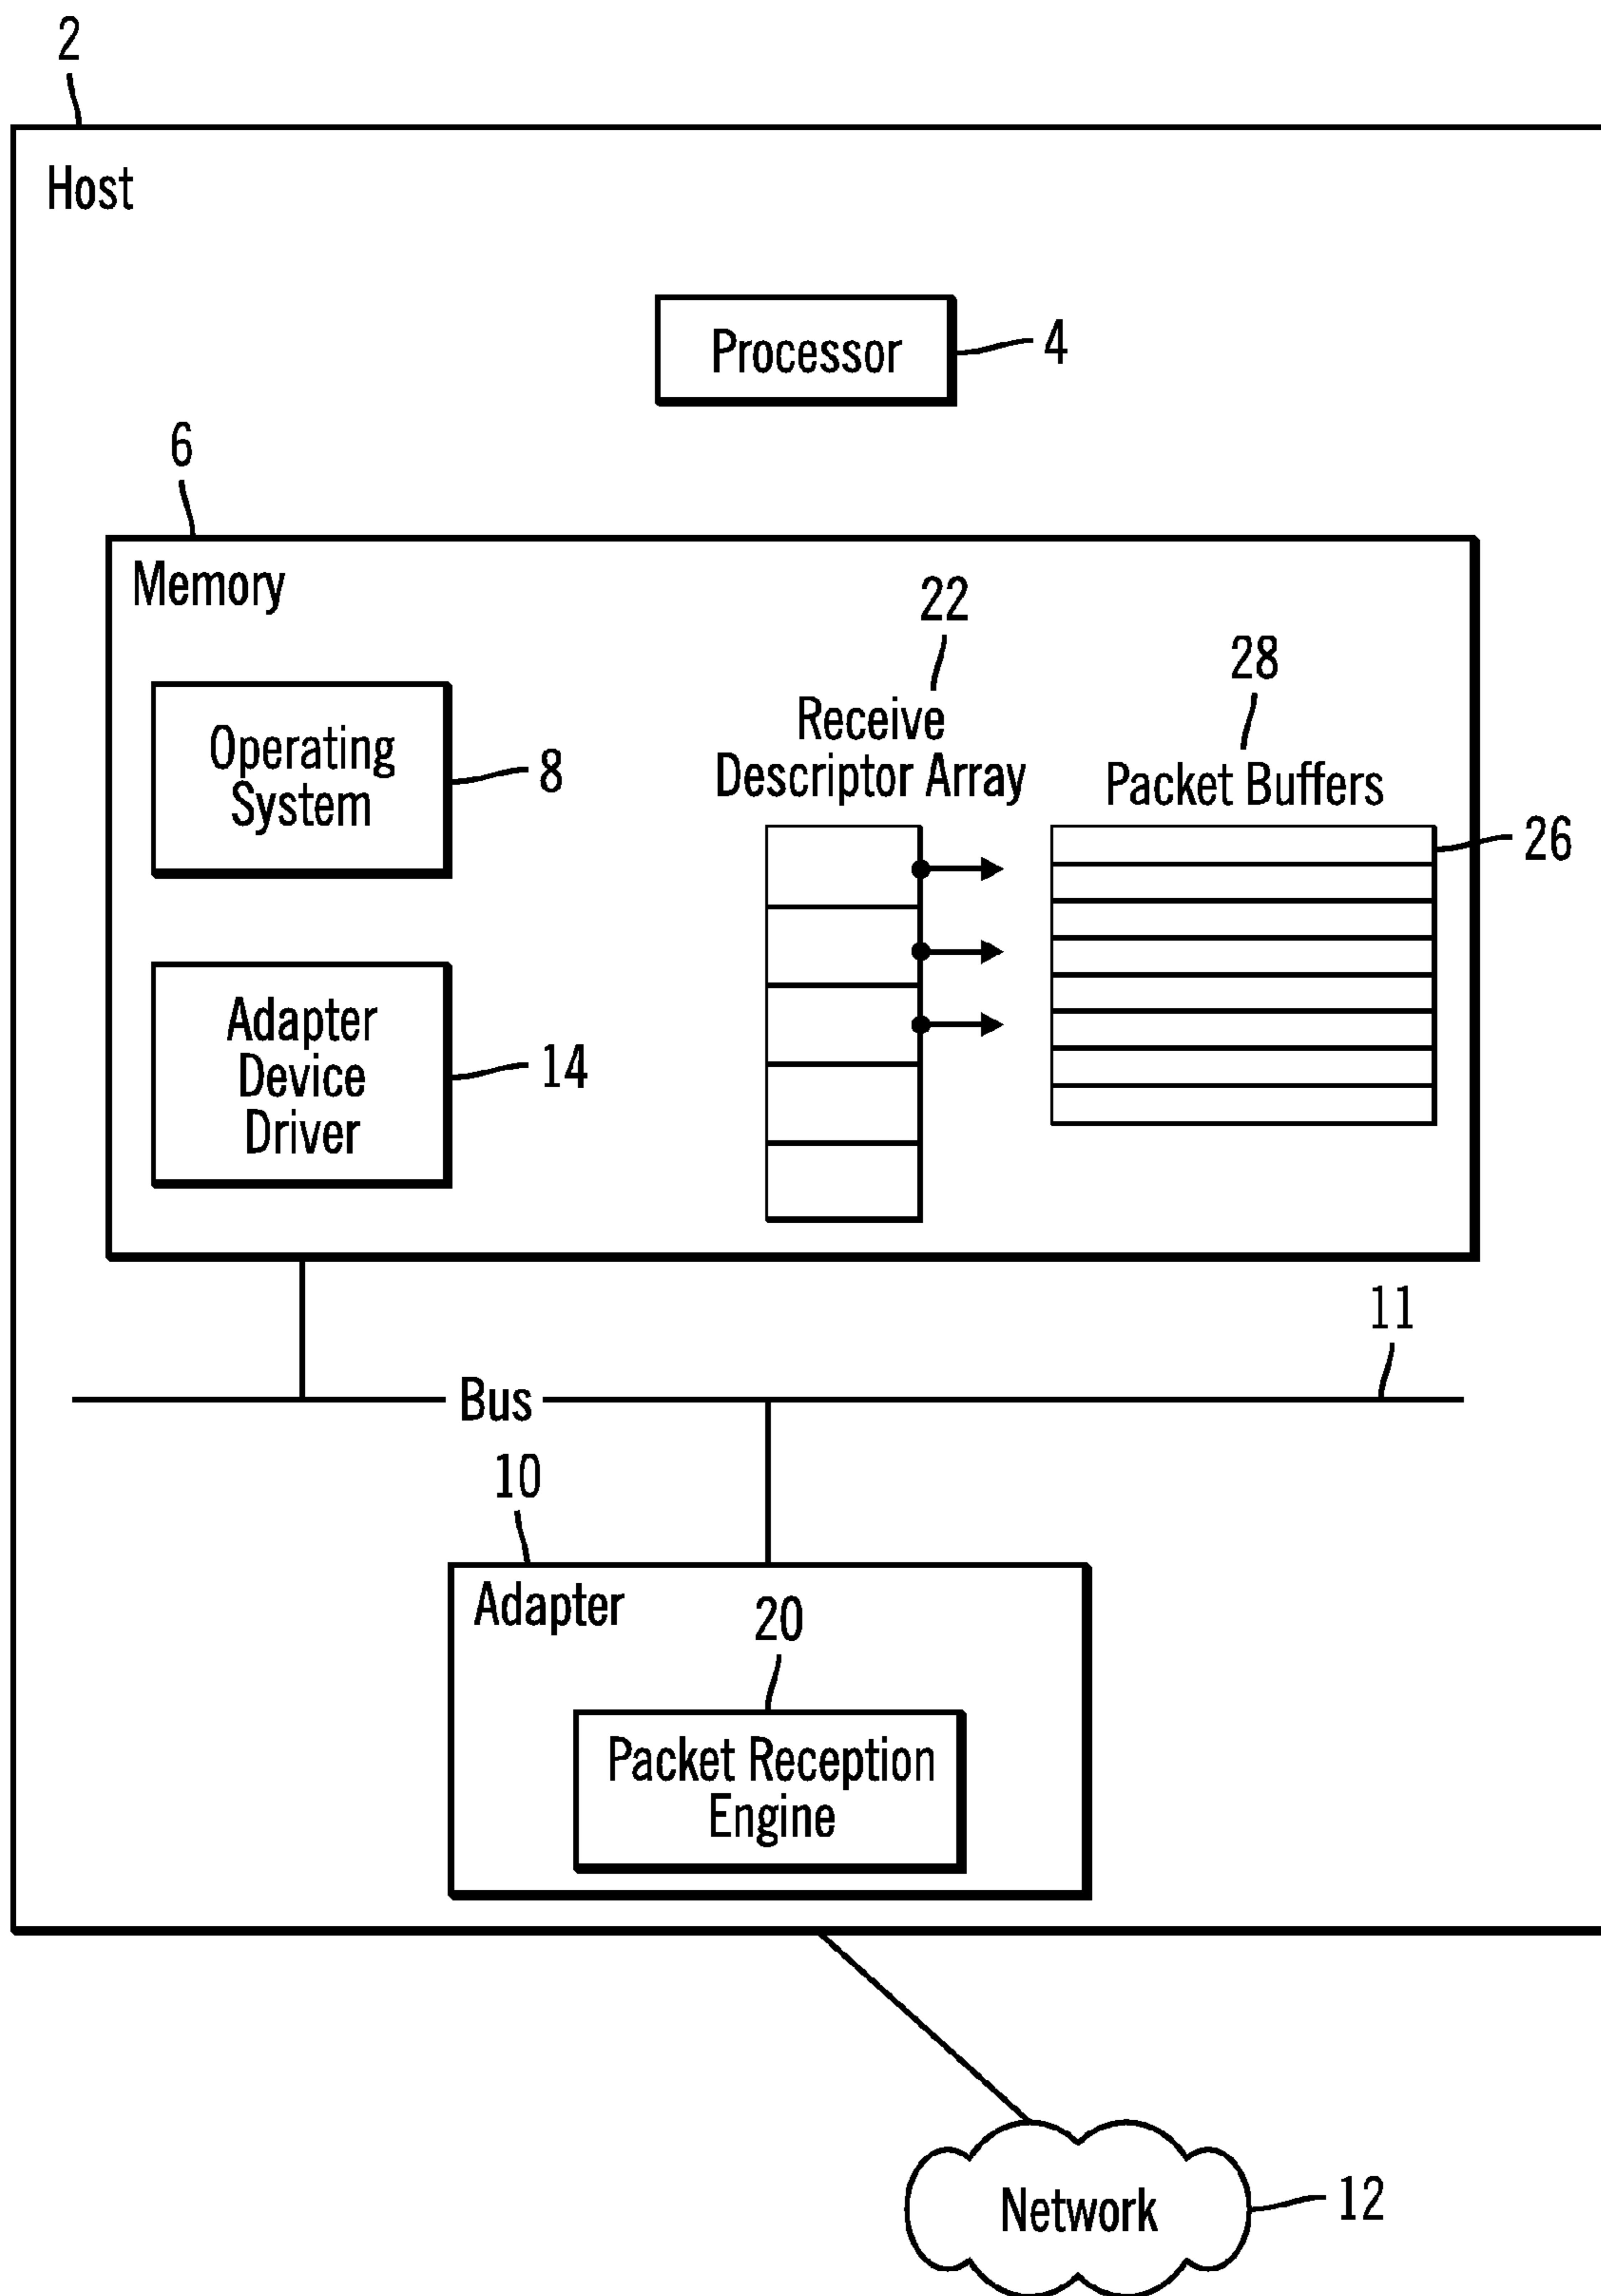 2
Host
Processor
4
6
Memory
22
28
Receive
Descriptor Array
Packet Buffers
26
Operating
System
8
Adapter
Device
Driver
14
11
Bus
10
Adapter
20
Packet Reception
Engine
Network
12